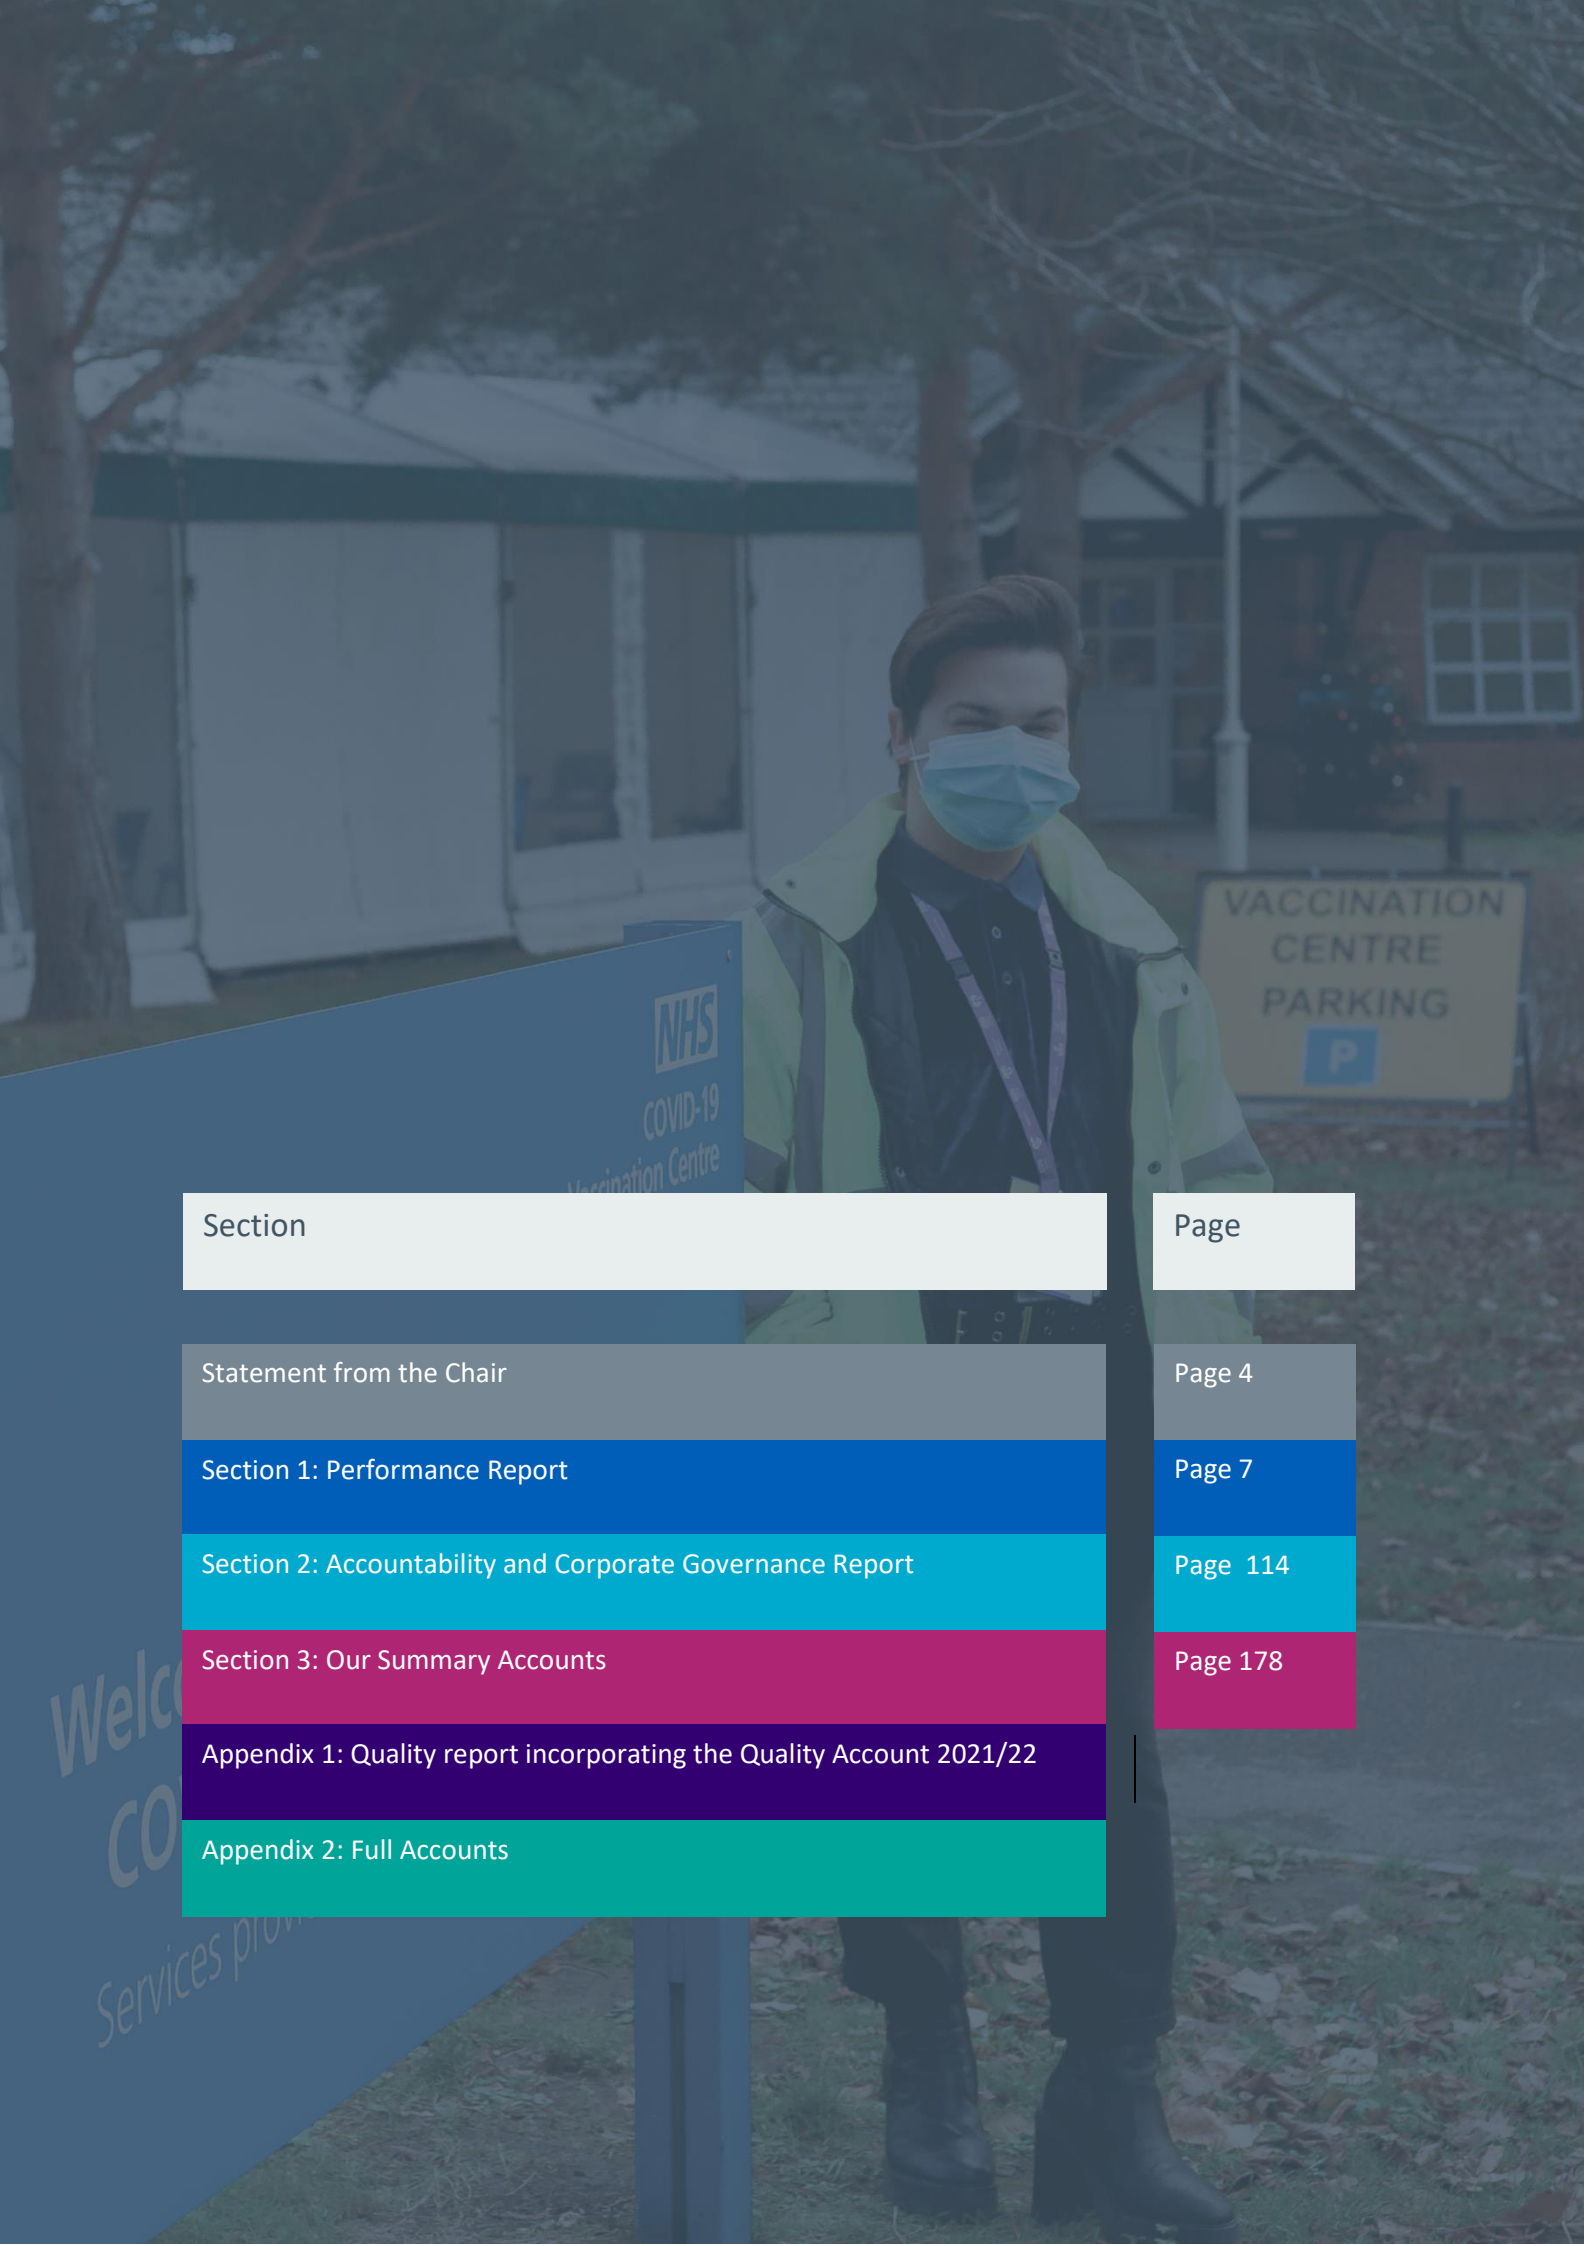 VACCINATION
CENTRE
PARKING
P
NHS
COVID-19
Vaccination Centre
Section Page
Statement from the Chair Page 4
Section 1: Performance Report Page 7
Section 2: Accountability and Corporate Governance Report Page 114
Section 3: Our Summary Accounts Page 178
Appendix 1: Quality report incorporating the Quality Account 2021/22
Appendix 2: Full Accounts
Services